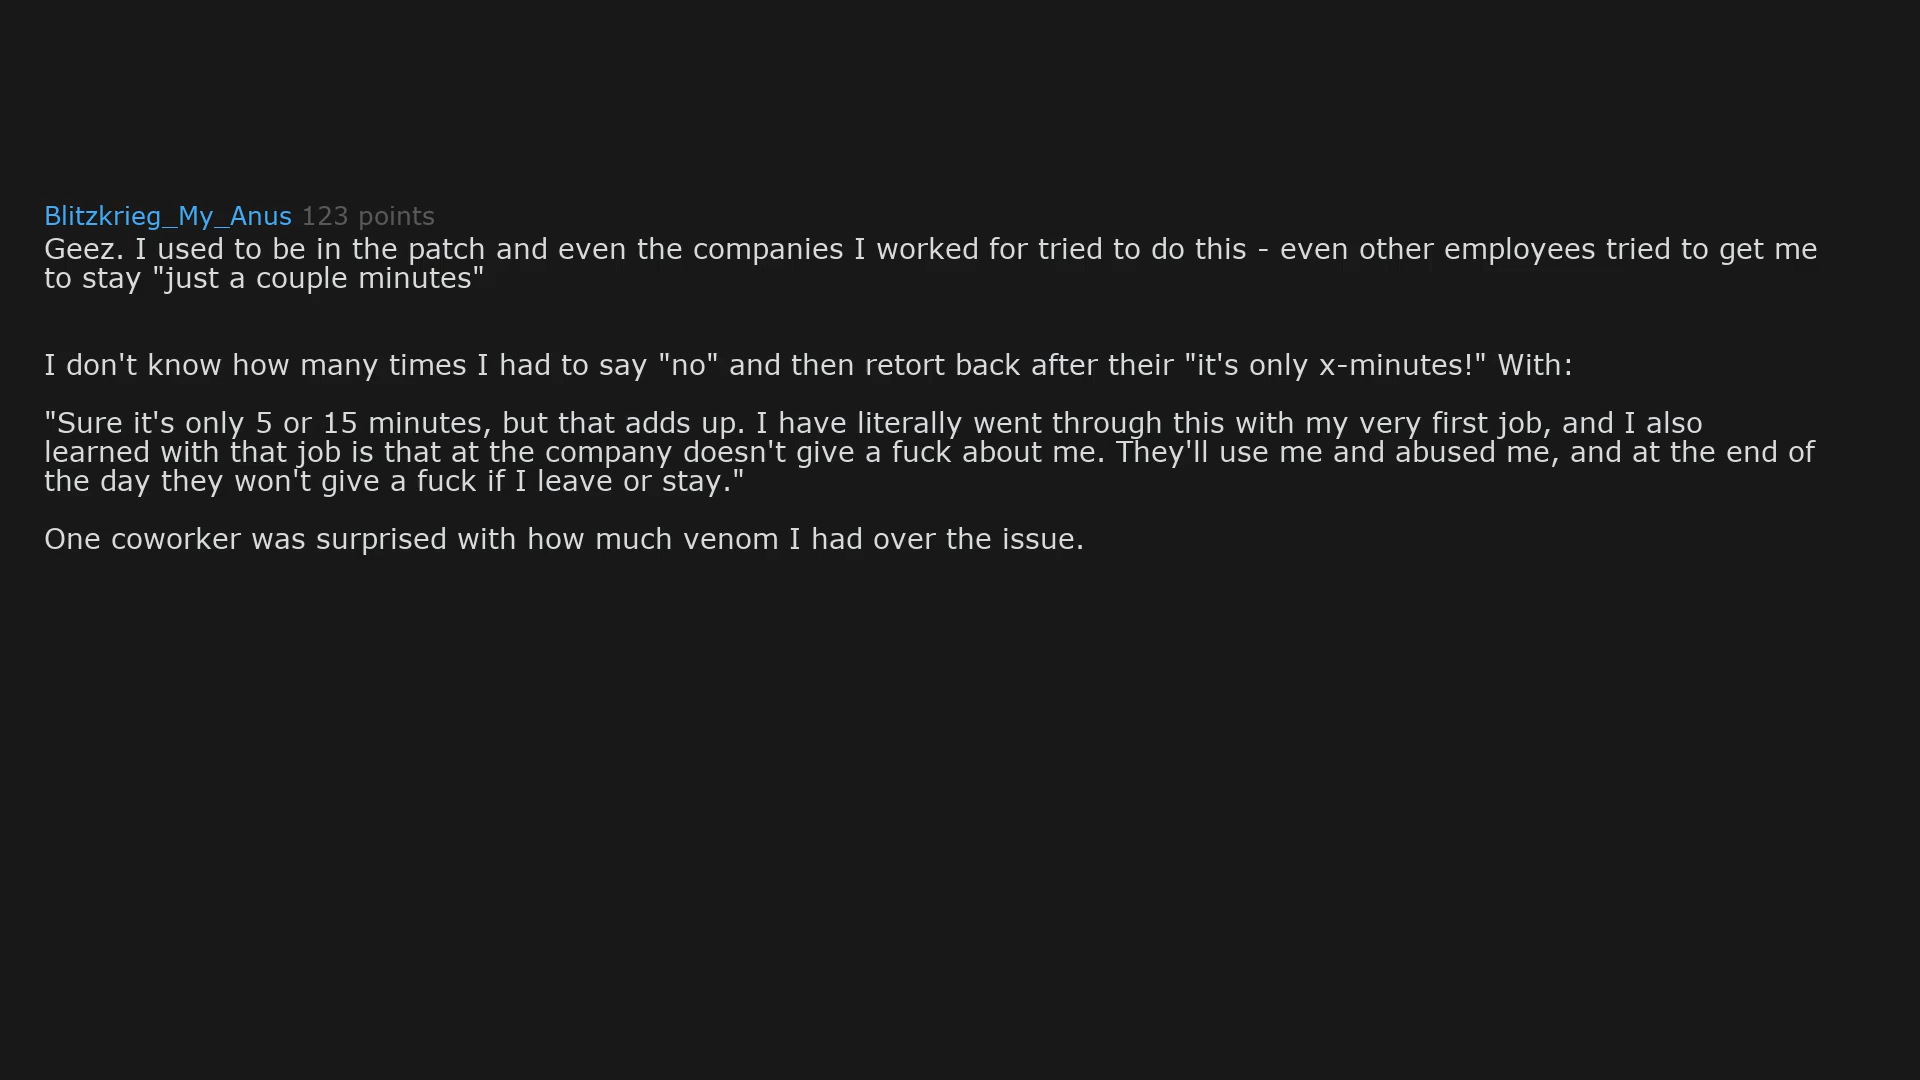 Blitzkrieg_My_Anus 123 points
Geez. I used to be in the patch and even the companies I worked for tried to do this - even other employees tried to get me
to stay "just a couple minutes"
I don't know how many times I had to say "no" and then retort back after their "it's only x-minutes!" With:
"Sure it's only 5 or 15 minutes, but that adds up. I have literally went through this with my very first job, and I also
learned with that job is that at the company doesn't give a fuck about me. They'll use me and abused me, and at the end of
the day they won't give a fuck if I leave or stay."
One coworker was surprised with how much venom I had over the issue.